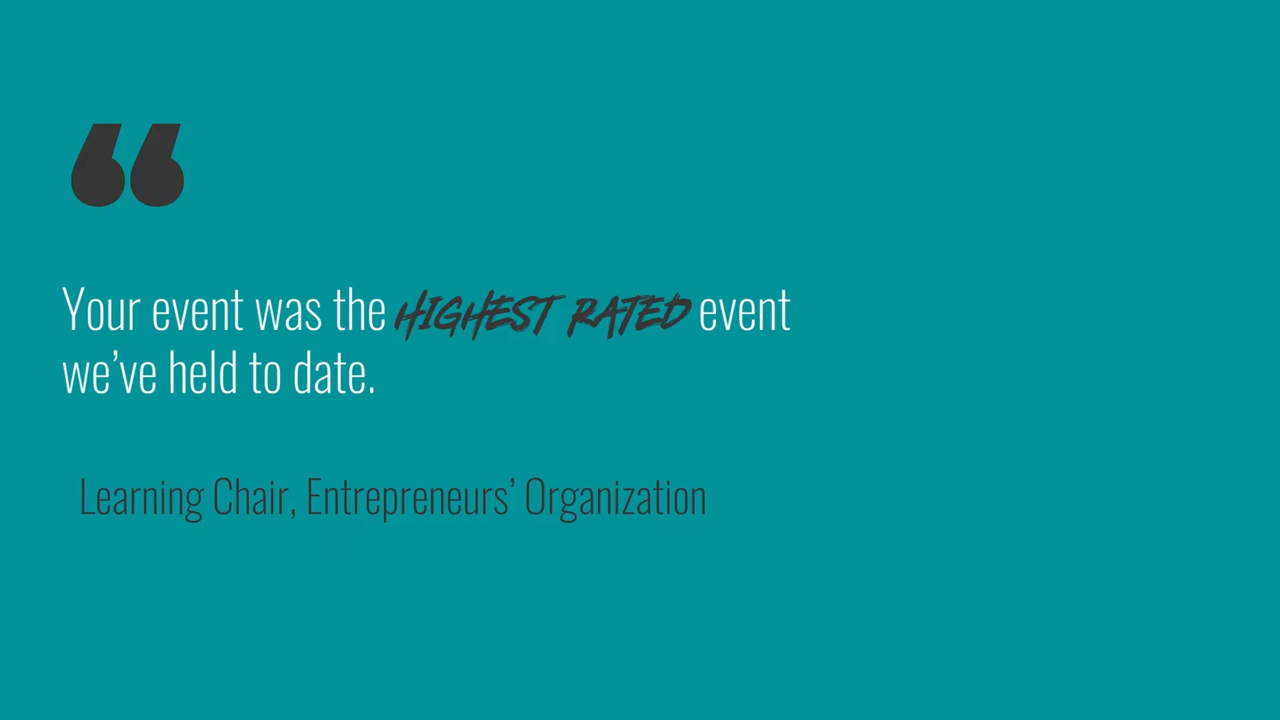 “
Your event was the HIGHEST RATED event
we’ve held to date.
Learning Chair, Entrepreneurs’ Organization